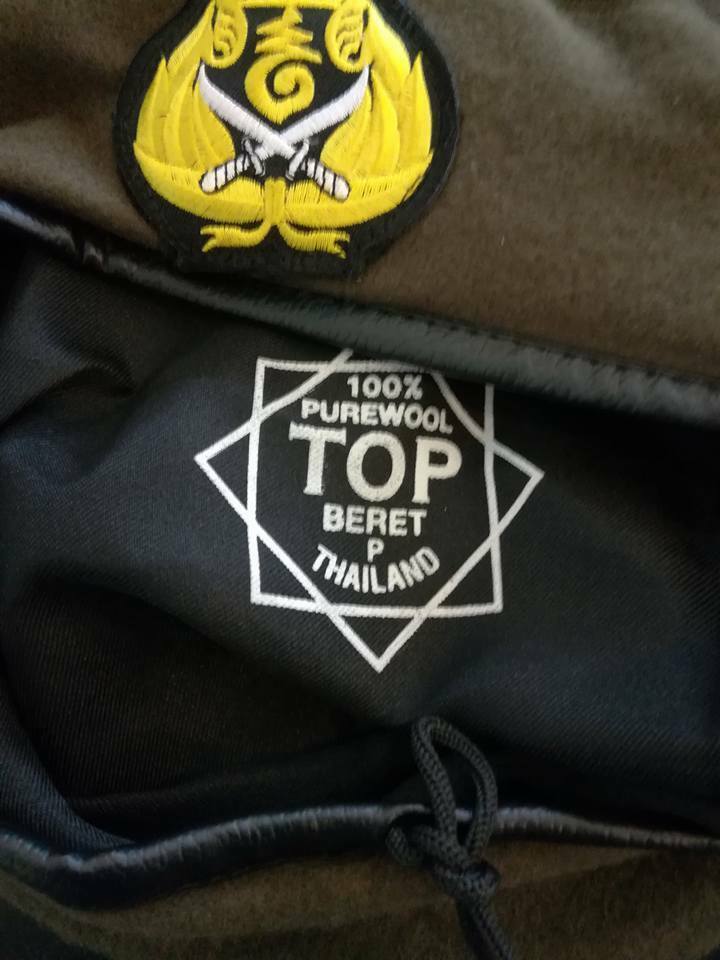 100%
PUREWOOL
TOP
BERET
P
THAILAND